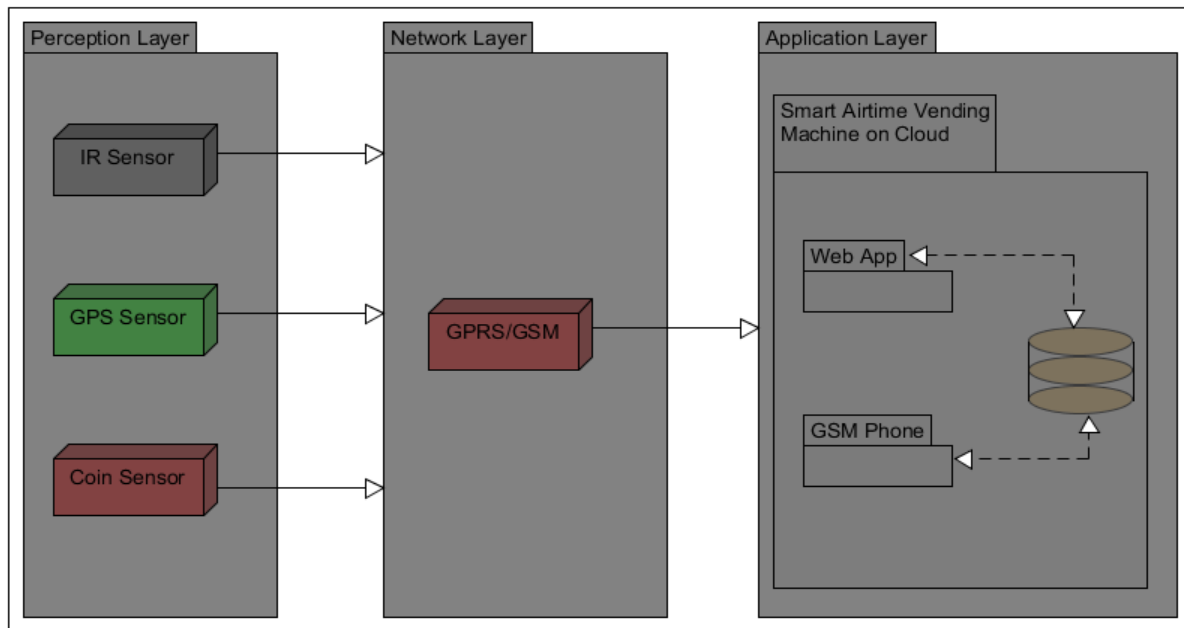 Perception Layer
IR Sensor
GPS Sensor
Coin Sensor
Network Layer
GPRS/GSM
Application Layer
Smart Airtime Vending
Machine on Cloud
Web App
GSM Phone